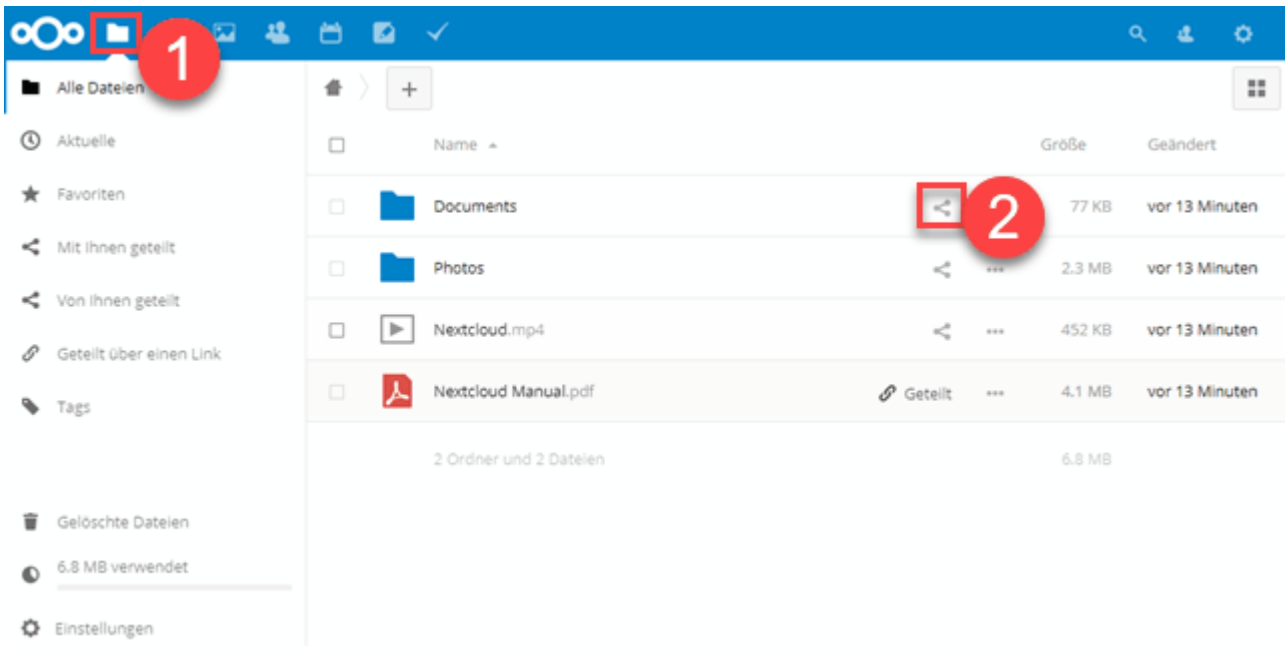 1
Alle Dateien
Aktuelle
Favoriten
Mit Ihnen geteilt
Von Ihnen geteilt
Geteilt über einen Link
Tags
Gelöschte Dateien
6.8 MB verwendet
Einstellungen
Name Größe Geändert
Documents 2 77 KB vor 13 Minuten
Photos 2.3 MB vor 13 Minuten
Nextcloud.mp4 452 KB vor 13 Minuten
Nextcloud Manual.pdf Geteilt 4.1 MB vor 13 Minuten
2 Ordner und 2 Dateien 6.8 MB